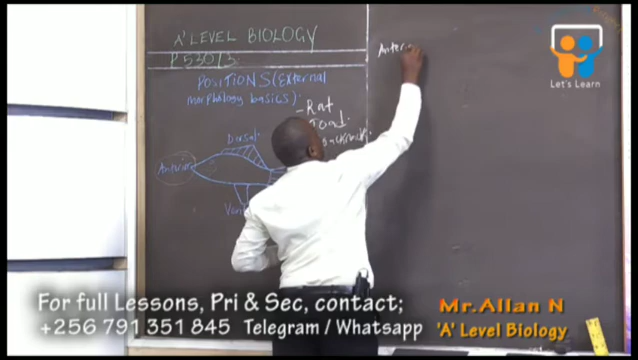 A' LEVEL BIOLOGY
P530/3
POSITIONS (External
morphology basics).
- Rat
Toad.
Dorsal
Anterior
Vent
Anter
Let's Learn
For full Lessons, Pri & Sec, contact;
+256 791 351 845 Telegram / Whatsapp
Mr.Allan N
'A' Level Biology